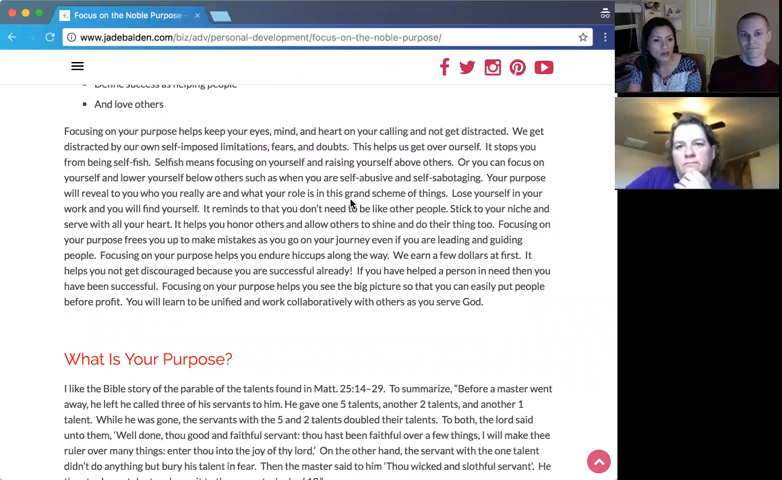 Focus on the Noble Purpose -
www.jadebalden.com/biz/adv/personal-development/focus-on-the-noble-purpose/
Define success as helping people
And love others
Focusing on your purpose helps keep your eyes, mind, and heart on your calling and not get distracted. We get
distracted by our own self-imposed limitations, fears, and doubts. This helps us get over ourself. It stops you
from being self-fish. Selfish means focusing on yourself and raising yourself above others. Or you can focus on
yourself and lower yourself below others such as when you are self-abusive and self-sabotaging. Your purpose
will reveal to you who you really are and what your role is in this grand scheme of things. Lose yourself in your
work and you will find yourself. It reminds to that you don't need to be like other people. Stick to your niche and
serve with all your heart. It helps you honor others and allow others to shine and do their thing too. Focusing on
your purpose frees you up to make mistakes as you go on your journey even if you are leading and guiding
people. Focusing on your purpose helps you endure hiccups along the way. We earn a few dollars at first. It
helps you not get discouraged because you are successful already! If you have helped a person in need then you
have been successful. Focusing on your purpose helps you see the big picture so that you can easily put people
before profit. You will learn to be unified and work collaboratively with others as you serve God.
What Is Your Purpose?
I like the Bible story of the parable of the talents found in Matt. 25:14–29. To summarize, "Before a master went
away, he left he called three of his servants to him. He gave one 5 talents, another 2 talents, and another 1
talent. While he was gone, the servants with the 5 and 2 talents doubled their talents. To both, the lord said
unto them, 'Well done, thou good and faithful servant: thou hast been faithful over a few things, I will make thee
ruler over many things: enter thou into the joy of thy lord.' On the other hand, the servant with the one talent
didn't do anything but bury his talent in fear. Then the master said to him 'Thou wicked and slothful servant'. He